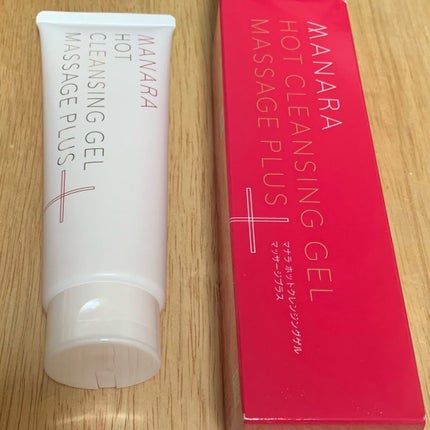 MANARA
HOT
CLEANSING GEL
MASSAGE PLUS
MANARA
HOT CLEANSING GEL
MASSAGE PLUS
マナラ ホットクレンジングゲル
マッサージプラス